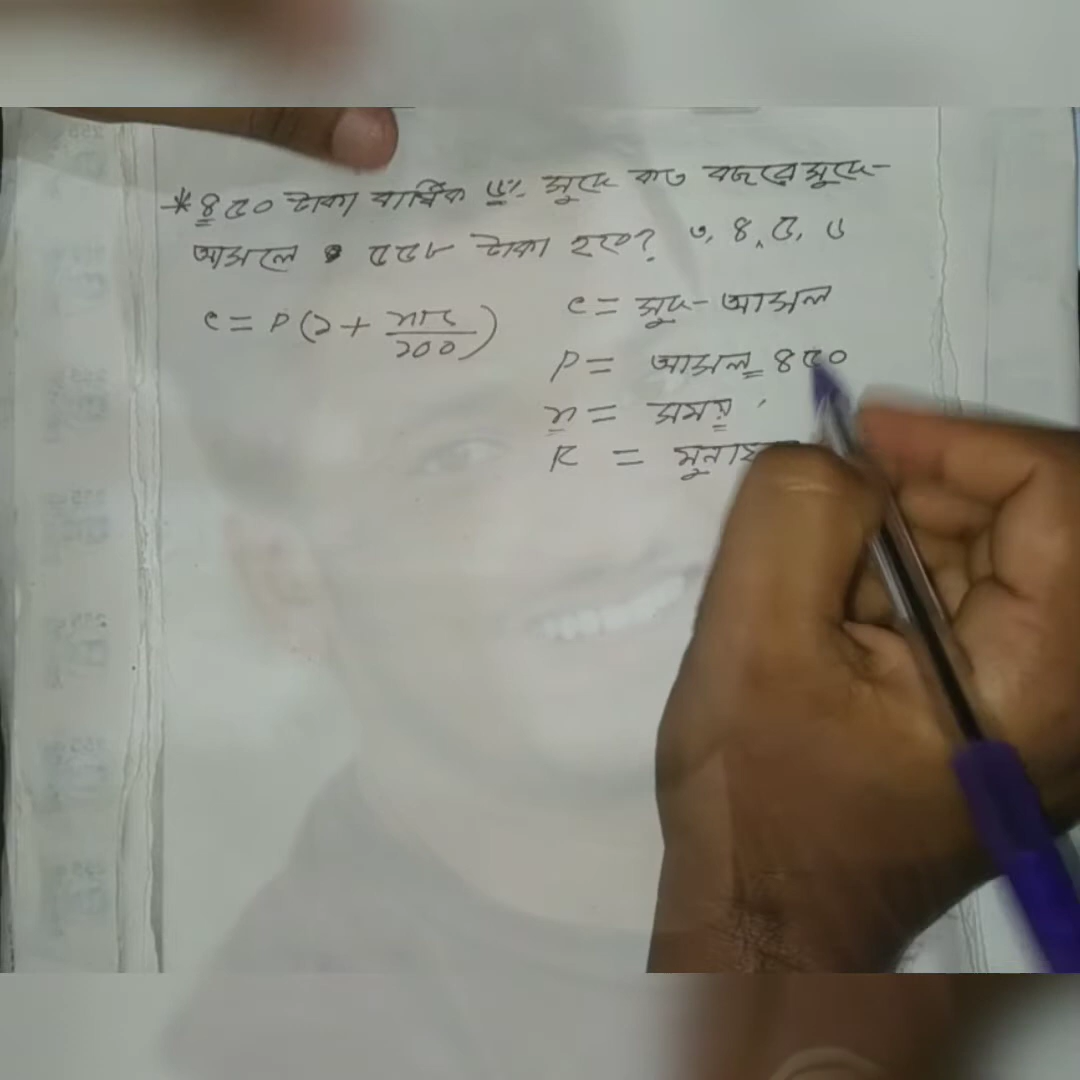 * ৪৫০ টাকা বার্ষিক ৬% সুদে কত বছরে সুদে-
আসলে ৫৫৮ টাকা হবে? ৩, ৪, ৫, ৬
c = P(১ + nr/১০০)
c = সুদ-আসল
P = আসল = ৪৫০
n = সময়
R =